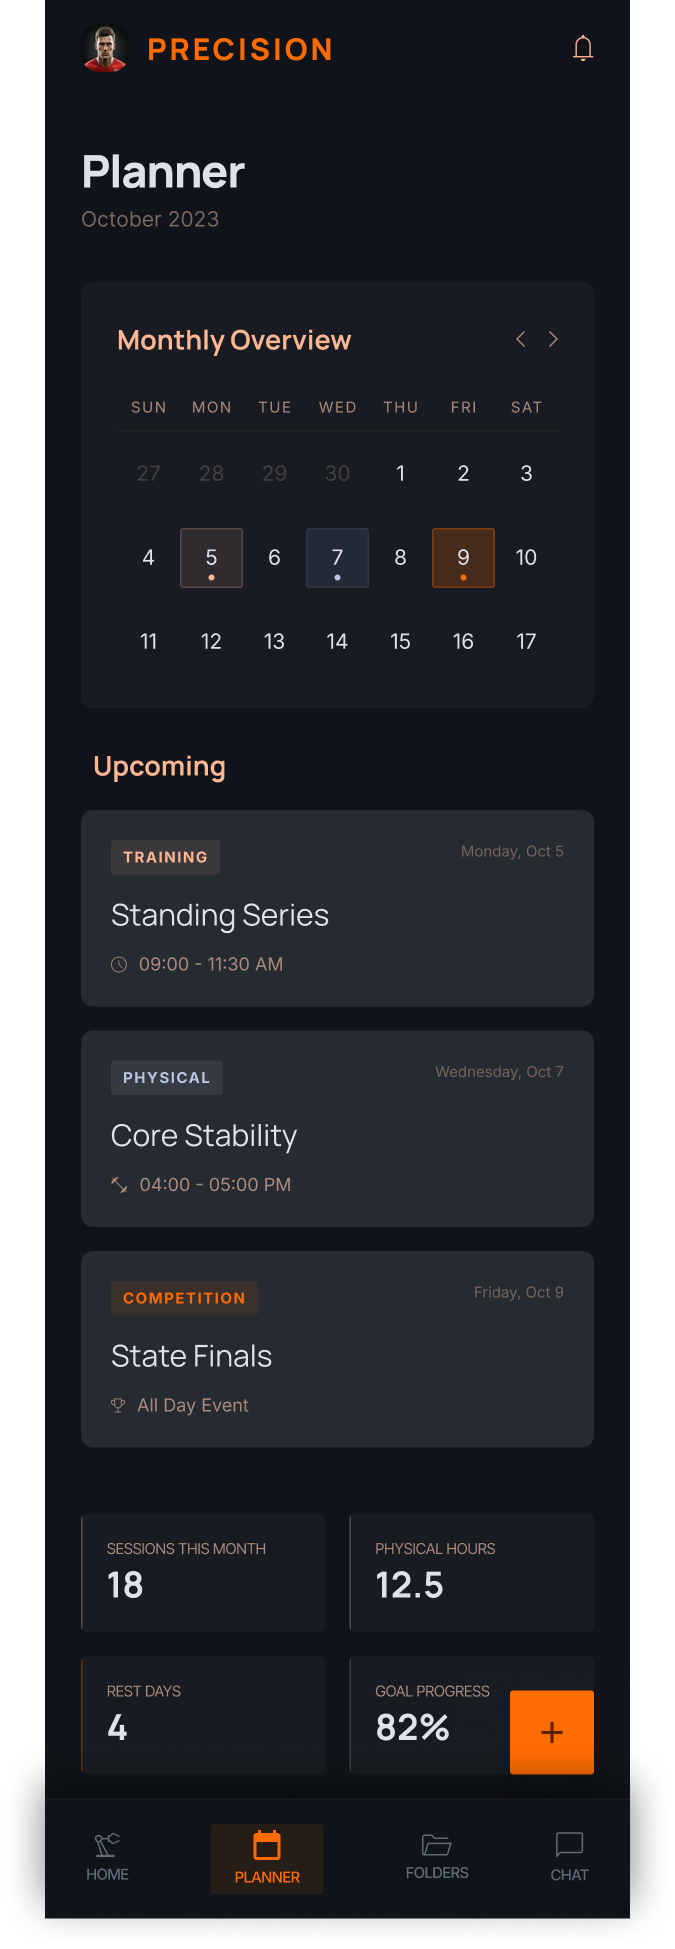 PRECISION
Planner
October 2023
Monthly Overview
SUN MON TUE WED THU FRI SAT
27 28 29 30 1 2 3
4 5 6 7 8 9 10
11 12 13 14 15 16 17
Upcoming
TRAINING Monday, Oct 5
Standing Series
09:00 - 11:30 AM
PHYSICAL Wednesday, Oct 7
Core Stability
04:00 - 05:00 PM
COMPETITION Friday, Oct 9
State Finals
All Day Event
SESSIONS THIS MONTH PHYSICAL HOURS
18 12.5
REST DAYS GOAL PROGRESS
4 82%
+
HOME PLANNER FOLDERS CHAT